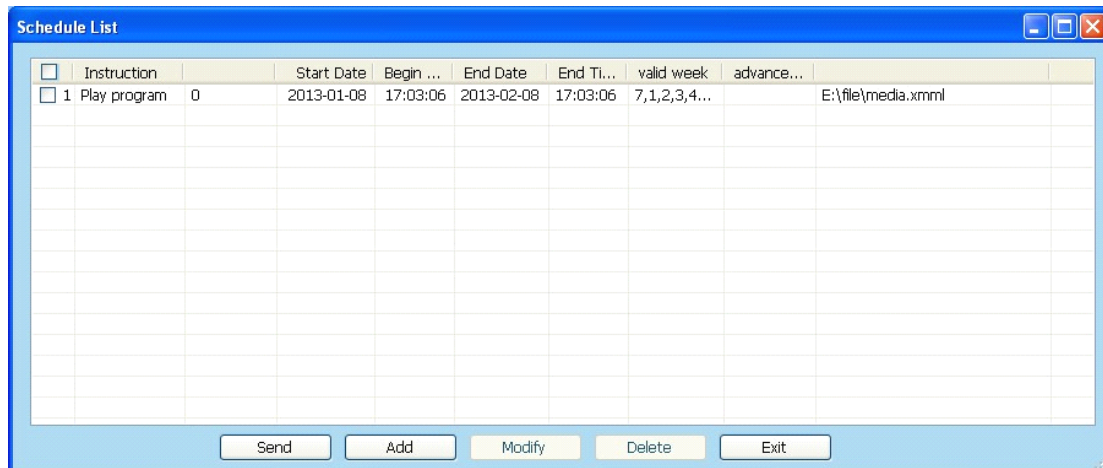 Schedule List
Instruction Start Date Begin ... End Date End Ti... valid week advance...
1 Play program 0 2013-01-08 17:03:06 2013-02-08 17:03:06 7,1,2,3,4... E:\file\media.xmml
Send Add Modify Delete Exit